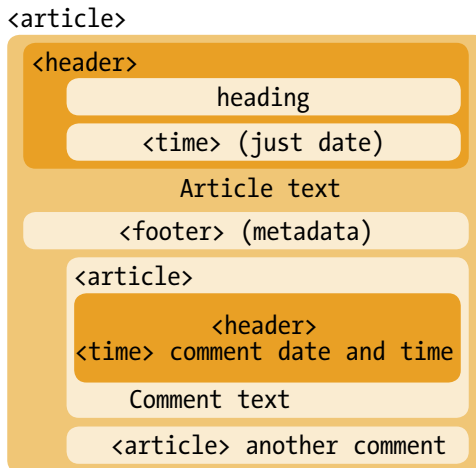 <article>
<header>
heading
<time> (just date)
Article text
<footer> (metadata)
<article>
<header>
<time> comment date and time
Comment text
<article> another comment